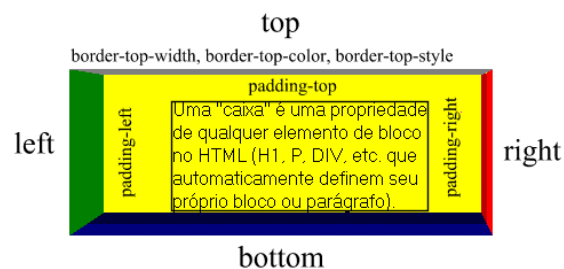 top
border-top-width, border-top-color, border-top-style
padding-top
left
padding-left
Uma "caixa" é uma propriedade
de qualquer elemento de bloco
no HTML (H1, P, DIV, etc. que
automaticamente definem seu
próprio bloco ou parágrafo).
padding-right
right
bottom